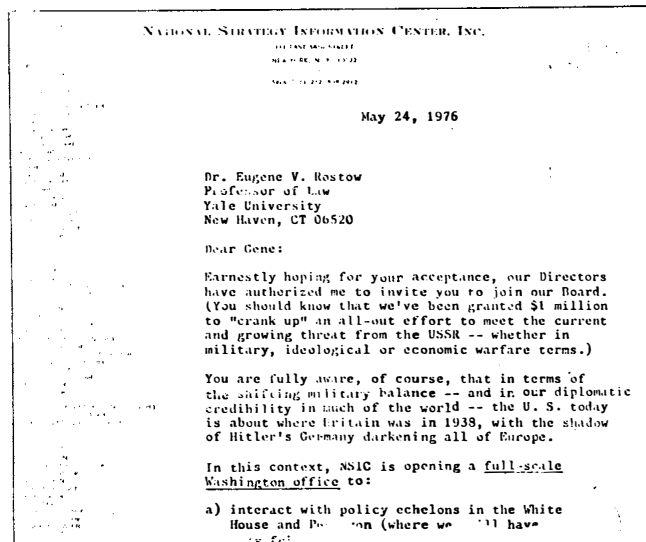 NATIONAL STRATEGY INFORMATION CENTER, INC.
May 24, 1976
Dr. Eugene V. Rostow
Professor of Law
Yale University
New Haven, CT 06520
Dear Gene:
Earnestly hoping for your acceptance, our Directors
have authorized me to invite you to join our Board.
(You should know that we've been granted $1 million
to "crank up" an all-out effort to meet the current
and growing threat from the USSR -- whether in
military, ideological or economic warfare terms.)
You are fully aware, of course, that in terms of
the shifting military balance -- and in our diplomatic
credibility in much of the world -- the U. S. today
is about where Britain was in 1938, with the shadow
of Hitler's Germany darkening all of Europe.
In this context, NSIC is opening a full-scale
Washington office to:
a) interact with policy echelons in the White
House and (where we have